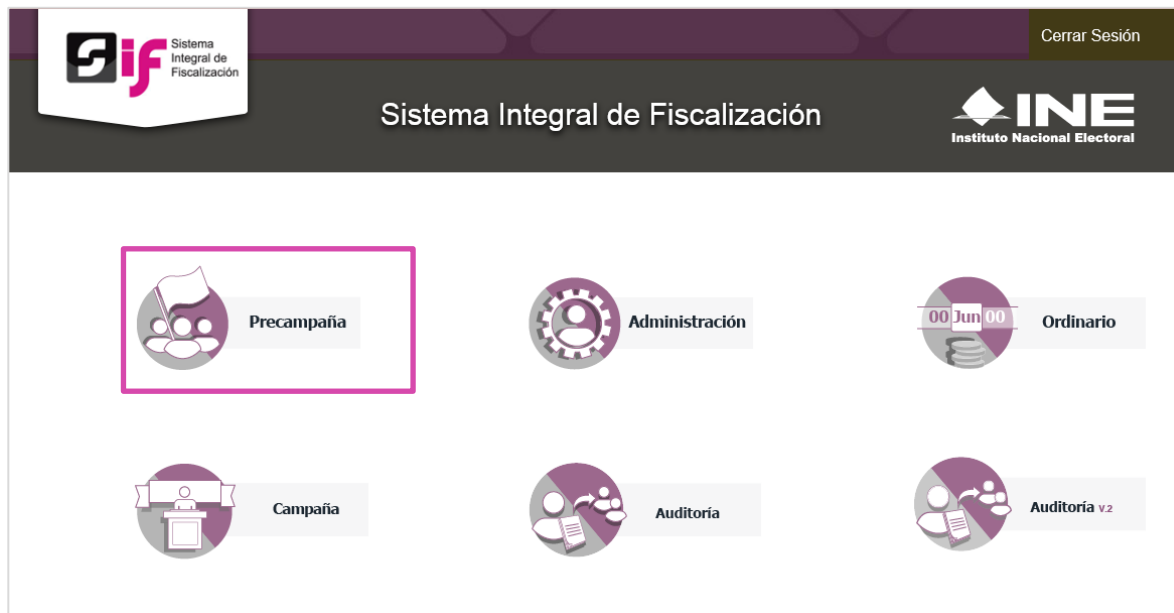 Sif
Sistema
Integral de
Fiscalización
Cerrar Sesión
Sistema Integral de Fiscalización
INE
Instituto Nacional Electoral
Precampaña
Administración
00 Jun 00
Ordinario
Campaña
Auditoría
Auditoría V.2